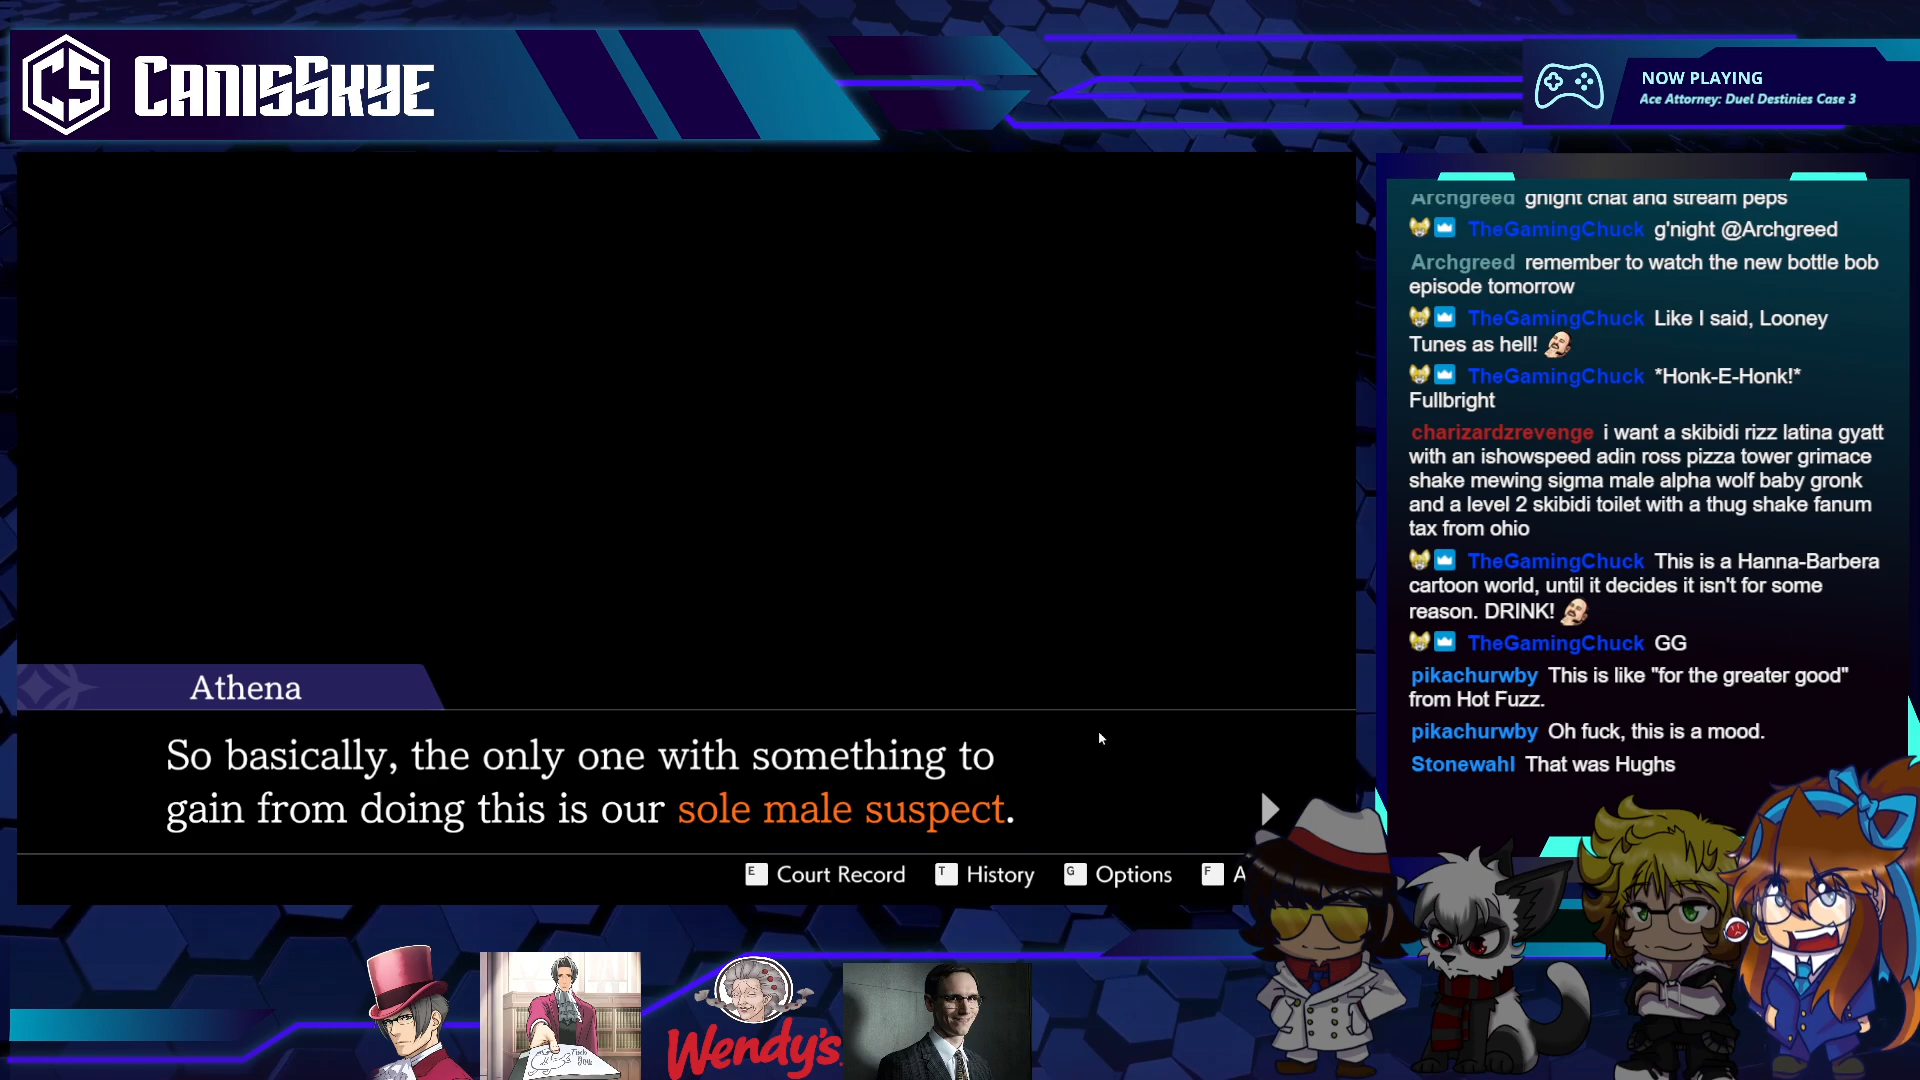 CS CANISSKYE
NOW PLAYING
Ace Attorney: Duel Destinies Case 3
Archgreed gnight chat and stream peps
TheGamingChuck g'night @Archgreed
Archgreed remember to watch the new bottle bob
episode tomorrow
TheGamingChuck Like I said, Looney
Tunes as hell!
TheGamingChuck *Honk-E-Honk!*
Fullbright
charizardzrevenge i want a skibidi rizz latina gyatt
with an ishowspeed adin ross pizza tower grimace
shake mewing sigma male alpha wolf baby gronk
and a level 2 skibidi toilet with a thug shake fanum
tax from ohio
TheGamingChuck This is a Hanna-Barbera
cartoon world, until it decides it isn't for some
reason. DRINK!
TheGamingChuck GG
pikachurwby This is like "for the greater good"
from Hot Fuzz.
pikachurwby Oh fuck, this is a mood.
Stonewahl That was Hughs
Athena
So basically, the only one with something to
gain from doing this is our sole male suspect.
E Court Record T History G Options F A
Fuck
You
Wendy's